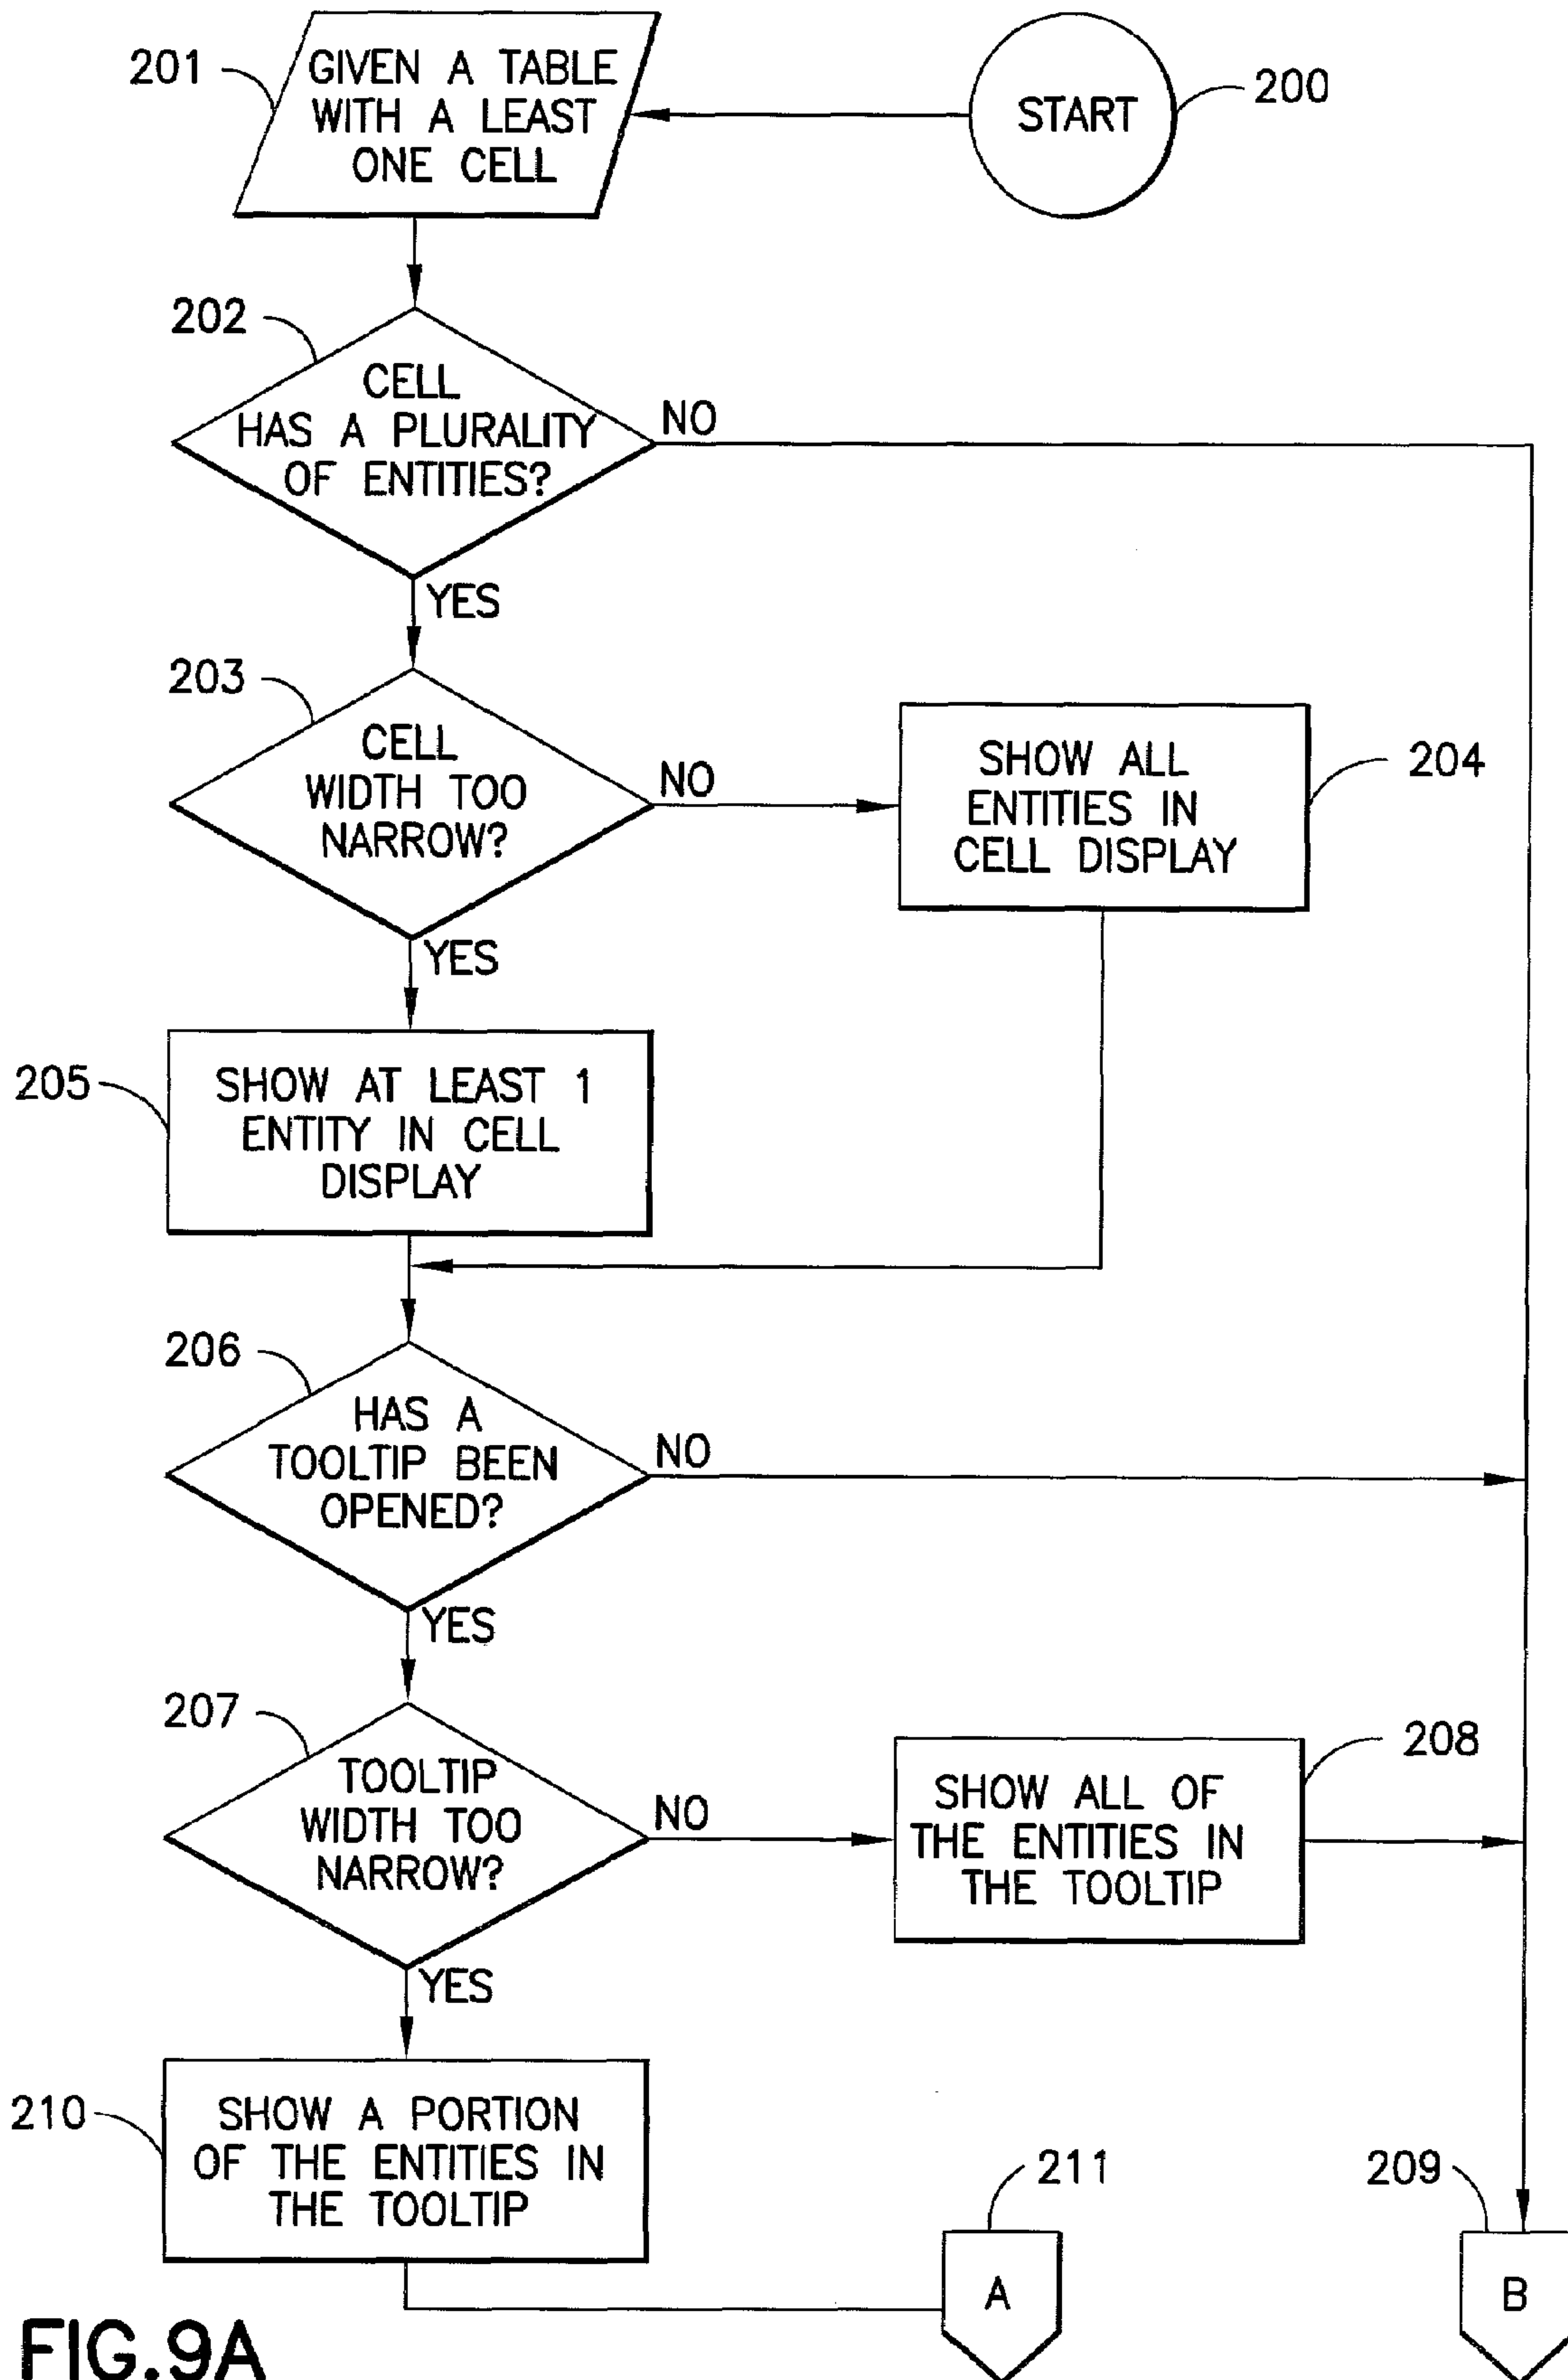 201
GIVEN A TABLE
WITH A LEAST
ONE CELL
START
200
202
CELL
HAS A PLURALITY
OF ENTITIES?
NO
YES
203
CELL
WIDTH TOO
NARROW?
NO
SHOW ALL
ENTITIES IN
CELL DISPLAY
204
YES
205
SHOW AT LEAST 1
ENTITY IN CELL
DISPLAY
206
HAS A
TOOLTIP BEEN
OPENED?
NO
YES
207
TOOLTIP
WIDTH TOO
NARROW?
NO
SHOW ALL OF
THE ENTITIES IN
THE TOOLTIP
208
YES
210
SHOW A PORTION
OF THE ENTITIES IN
THE TOOLTIP
211
A
209
B
FIG.9A